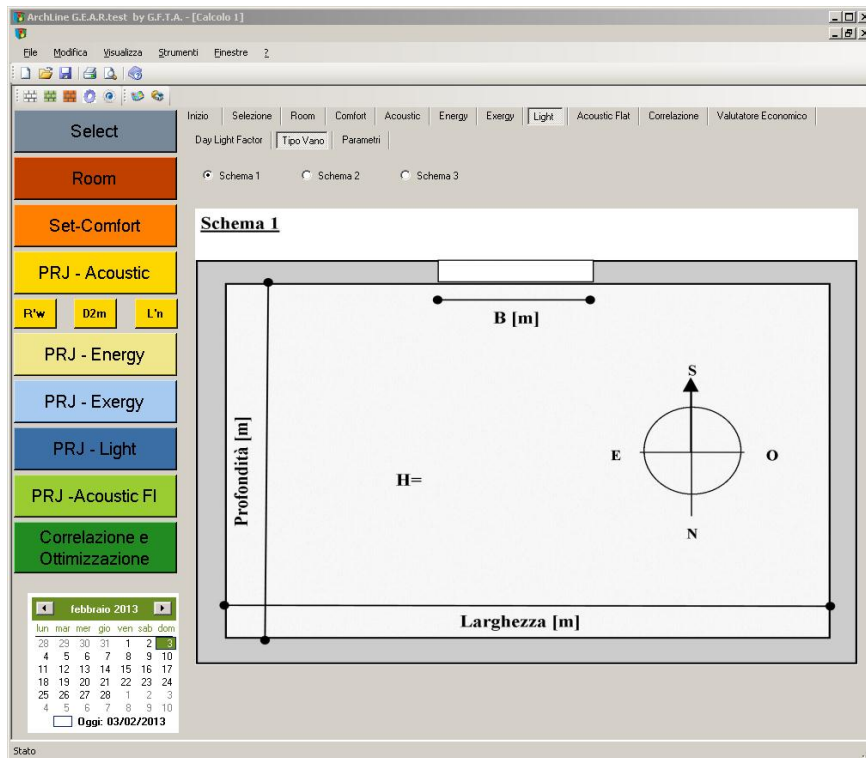 ArchLine G.E.A.R.test by G.F.T.A. - [Calcolo 1]
File Modifica Visualizza Strumenti Finestre ?
Inizio Selezione Room Comfort Acoustic Energy Exergy Light Acoustic Flat Correlazione Valutatore Economico
Day Light Factor Tipo Vano Parametri
Schema 1 Schema 2 Schema 3
Select
Room
Set-Comfort
PRJ - Acoustic
R'w D2m L'n
PRJ - Energy
PRJ - Exergy
PRJ - Light
PRJ -Acoustic Fl
Correlazione e
Ottimizzazione
Schema 1
B [m]
Profondità [m]
H=
S
E O
N
Larghezza [m]
febbraio 2013
lun mar mer gio ven sab dom
28 29 30 31 1 2 3
4 5 6 7 8 9 10
11 12 13 14 15 16 17
18 19 20 21 22 23 24
25 26 27 28 1 2 3
4 5 6 7 8 9 10
Oggi: 03/02/2013
Stato